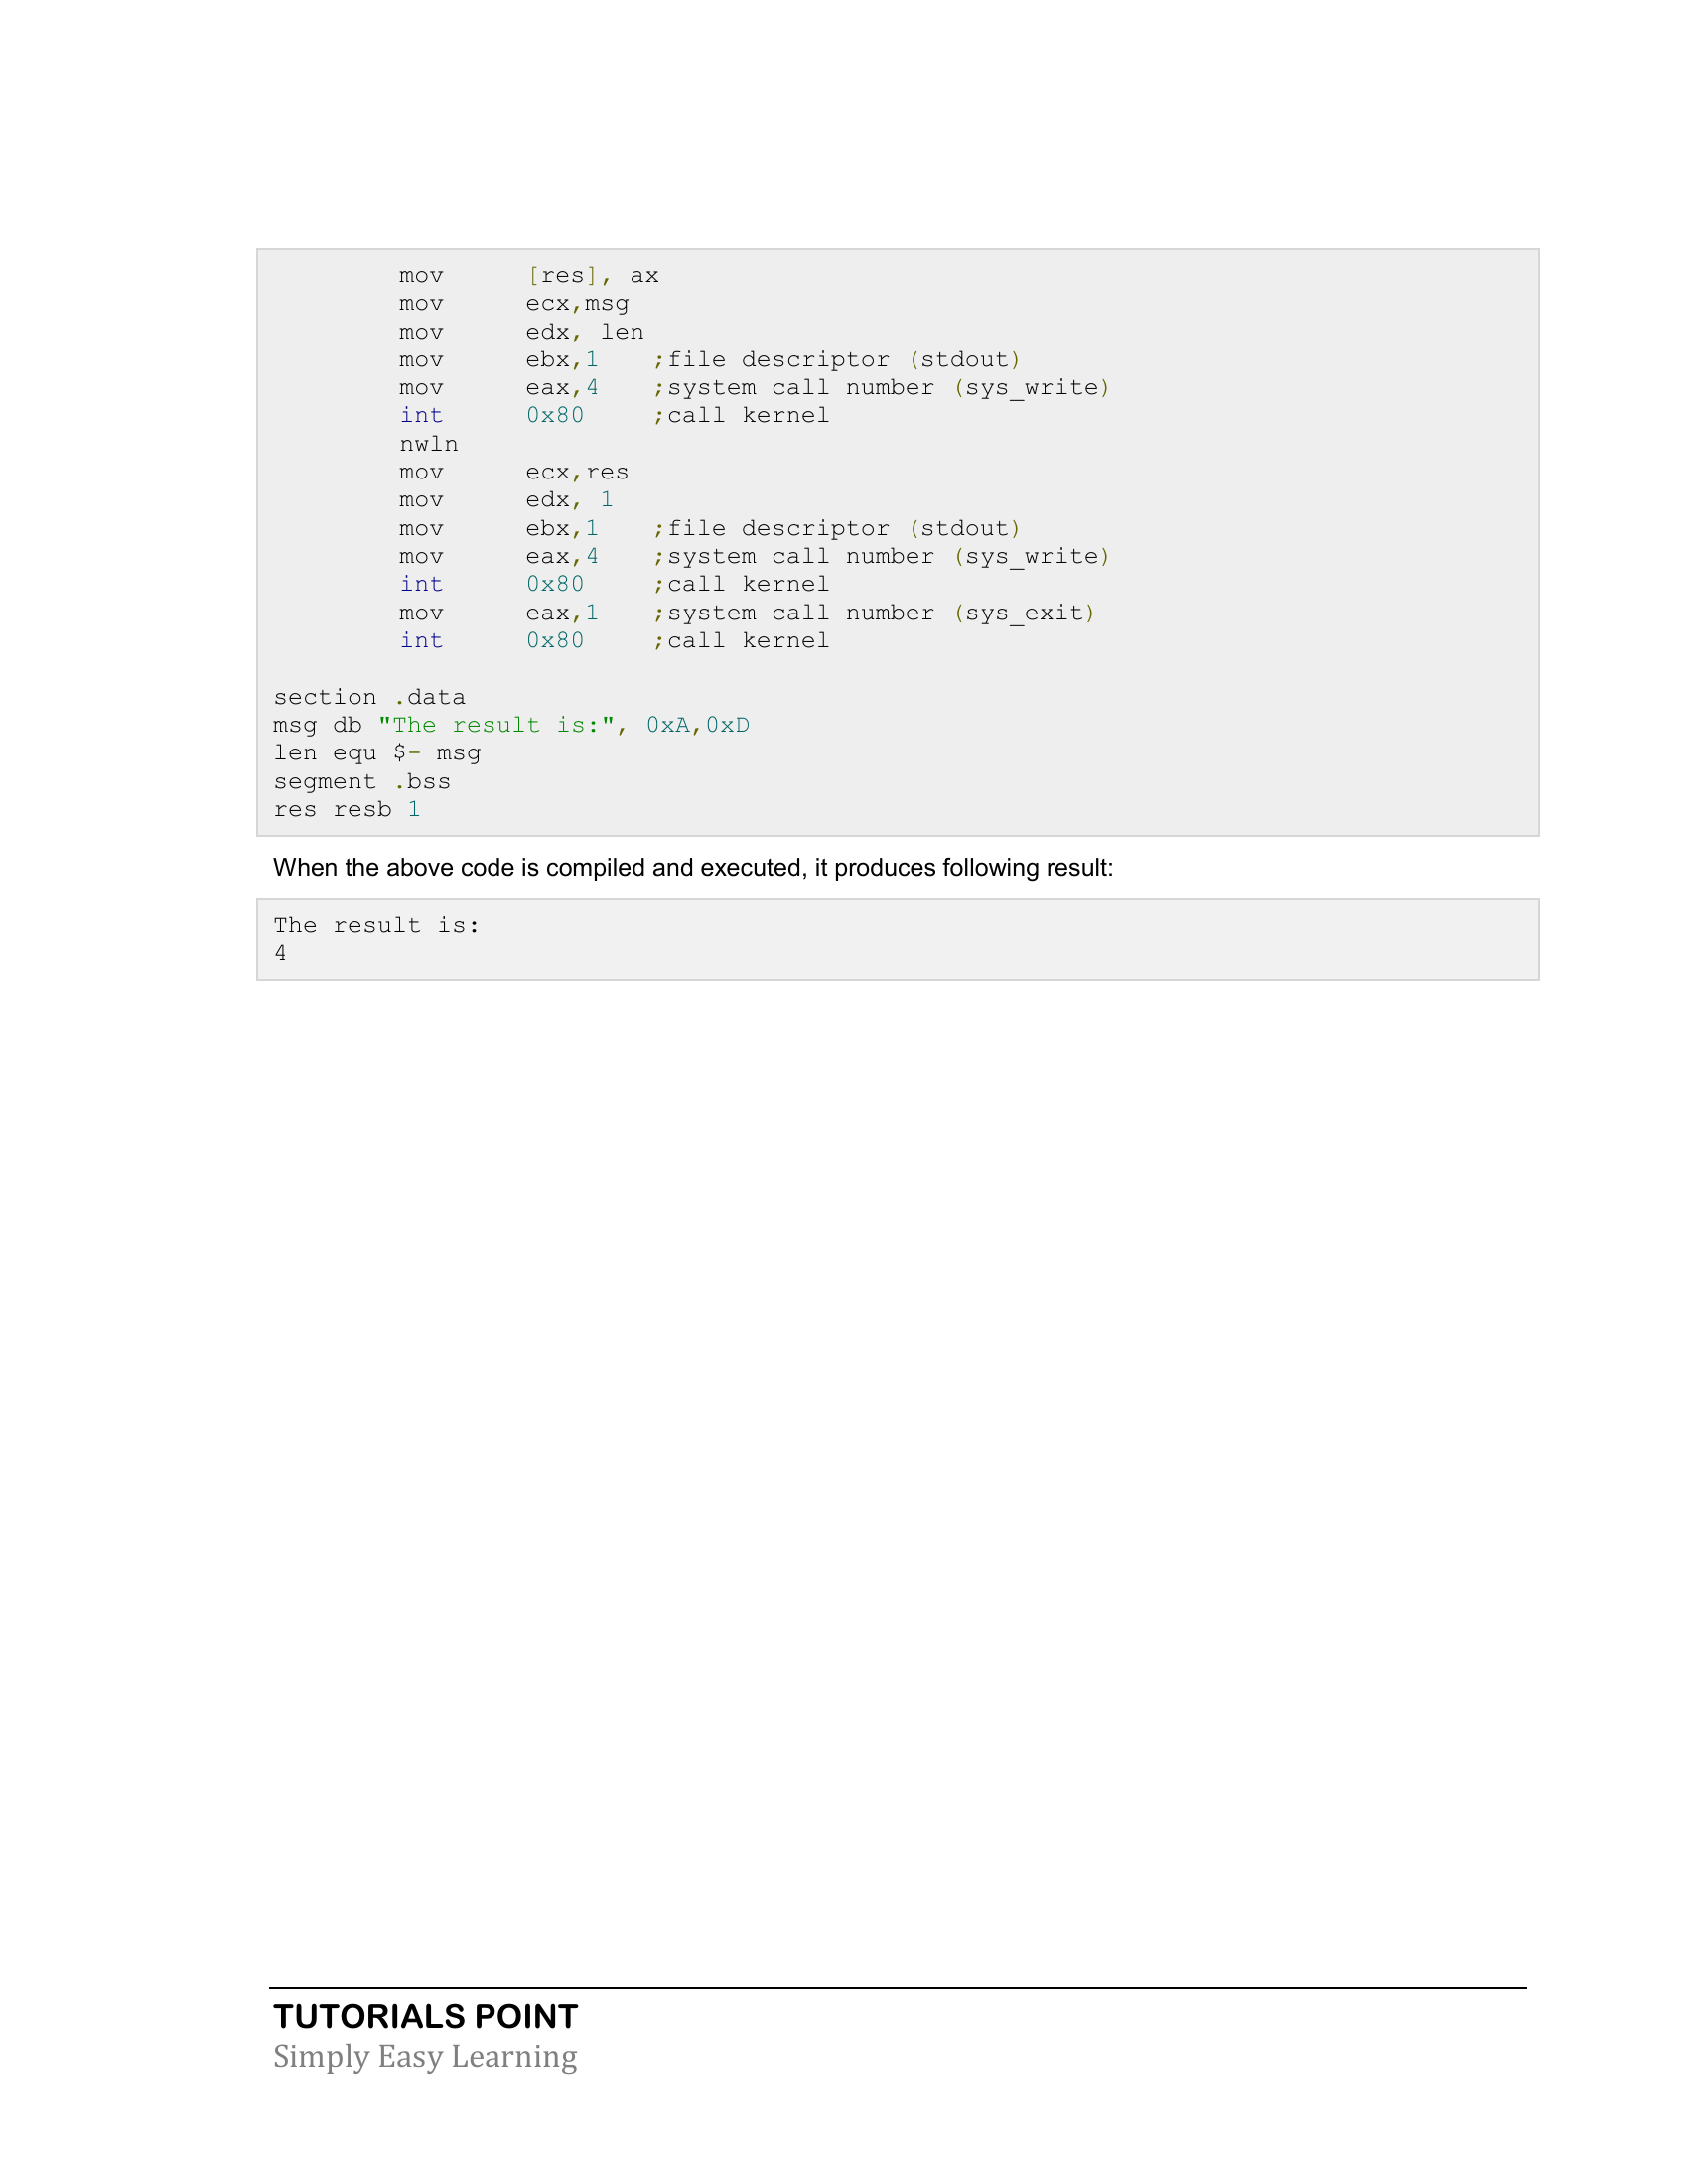 mov [res], ax
mov ecx,msg
mov edx, len
mov ebx,1 ;file descriptor (stdout)
mov eax,4 ;system call number (sys_write)
int 0x80 ;call kernel
nwln
mov ecx,res
mov edx, 1
mov ebx,1 ;file descriptor (stdout)
mov eax,4 ;system call number (sys_write)
int 0x80 ;call kernel
mov eax,1 ;system call number (sys_exit)
int 0x80 ;call kernel
section .data
msg db "The result is:", 0xA,0xD
len equ $- msg
segment .bss
res resb 1
When the above code is compiled and executed, it produces following result:
The result is:
4
TUTORIALS POINT
Simply Easy Learning